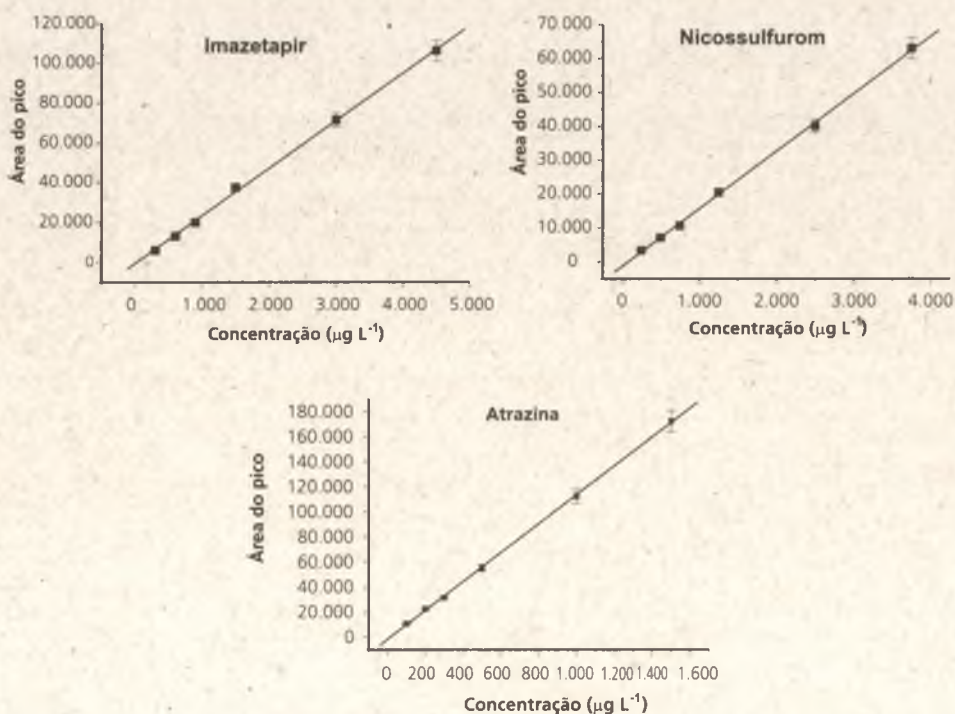 Imazetapir
Área do pico
120.000
100.000
80.000
60.000
40.000
20.000
0
0 1.000 2.000 3.000 4.000 5.000
Concentração (µg L⁻¹)
Nicossulfurom
Área do pico
70.000
60.000
50.000
40.000
30.000
20.000
10.000
0
0 1.000 2.000 3.000 4.000
Concentração (µg L⁻¹)
Atrazina
Área do pico
180.000
160.000
140.000
120.000
100.000
80.000
60.000
40.000
20.000
0
0 200 400 600 800 1.000 1.200 1.400 1.600
Concentração (µg L⁻¹)